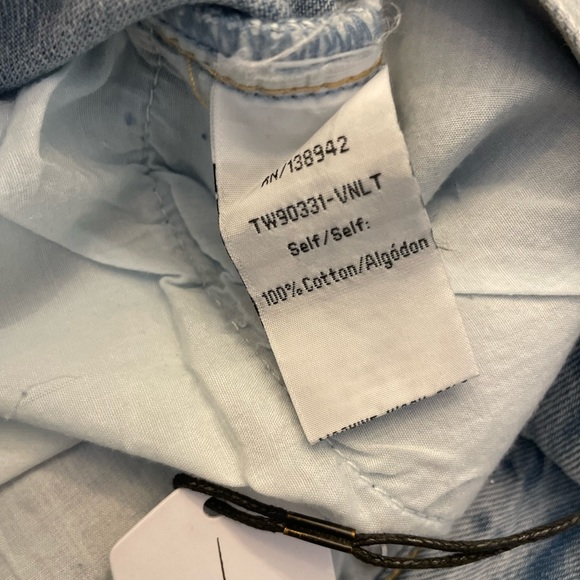 RN/138942
TW90331-VNLT
Self/Self:
100% Cotton/Algódon